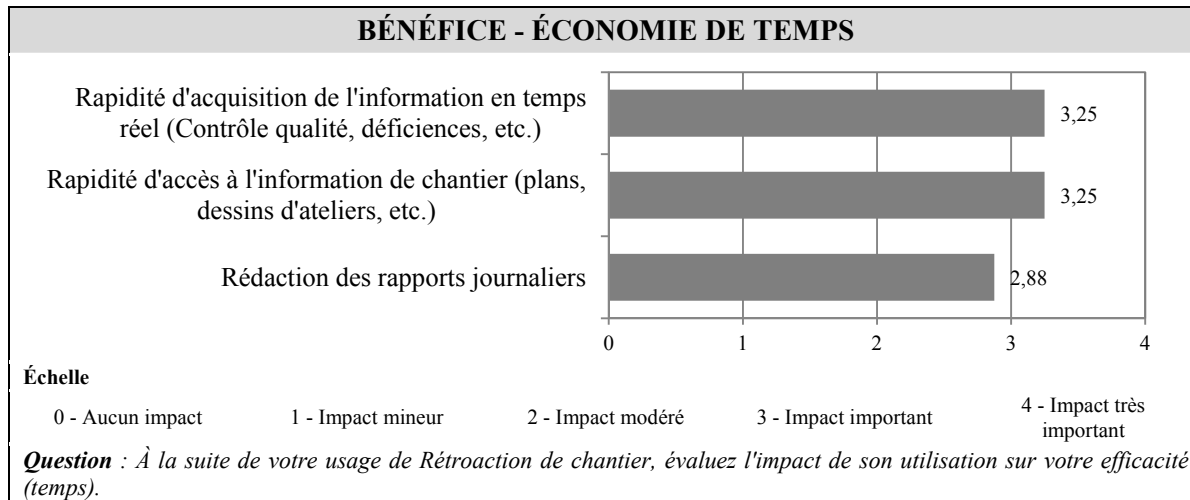 BÉNÉFICE - ÉCONOMIE DE TEMPS
Rapidité d'acquisition de l'information en temps
réel (Contrôle qualité, déficiences, etc.)
3,25
Rapidité d'accès à l'information de chantier (plans,
dessins d'ateliers, etc.)
3,25
Rédaction des rapports journaliers
2,88
0 1 2 3 4
Échelle
0 - Aucun impact 1 - Impact mineur 2 - Impact modéré 3 - Impact important 4 - Impact très
important
Question : À la suite de votre usage de Rétroaction de chantier, évaluez l'impact de son utilisation sur votre efficacité
(temps).